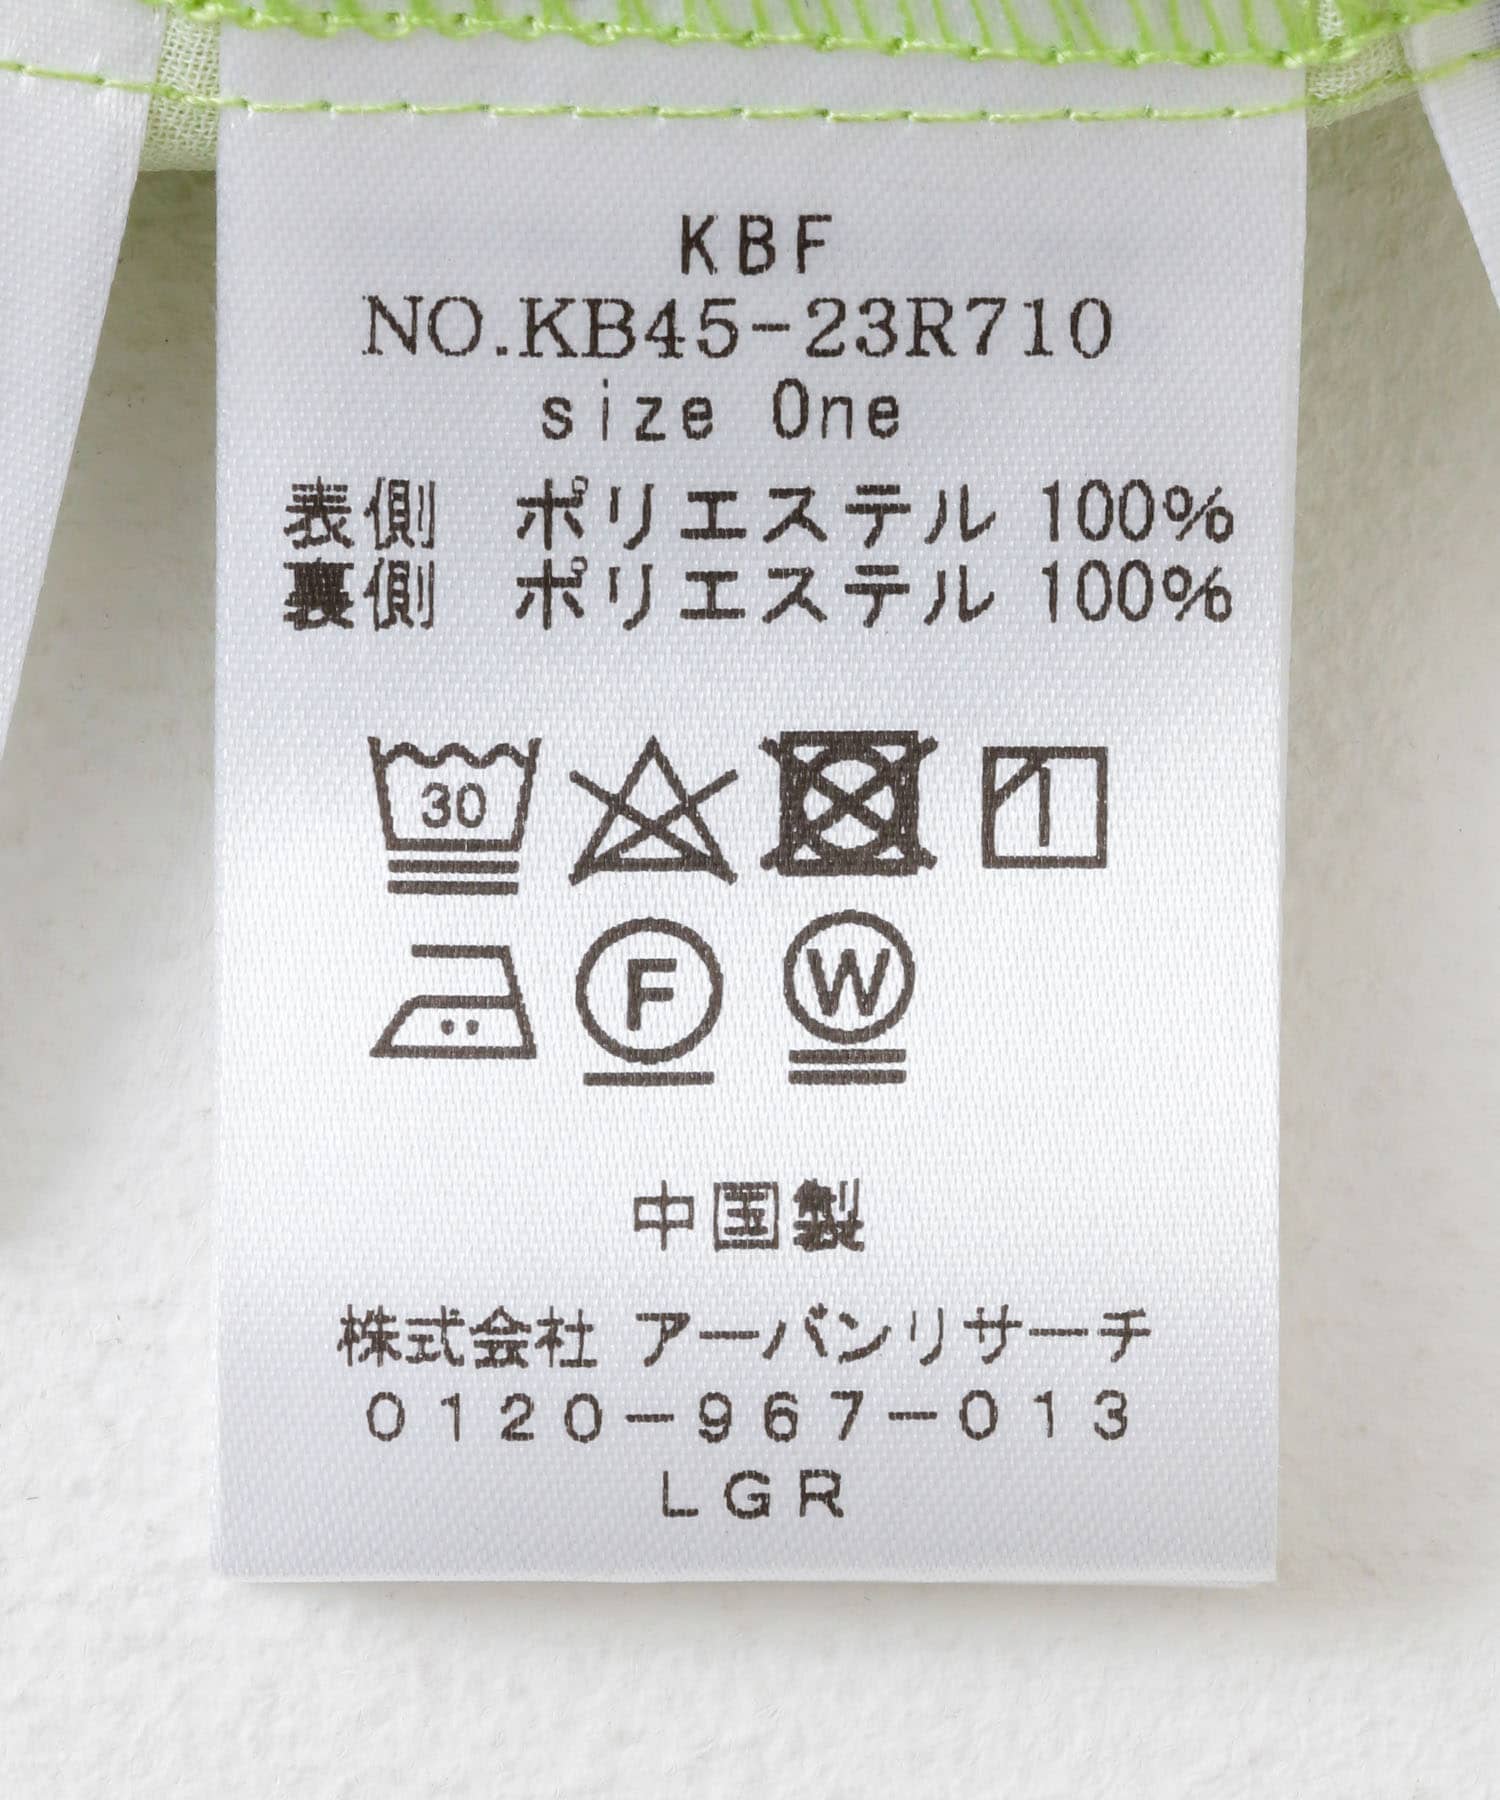 KBF
NO.KB45-23R710
size One
表側 ポリエステル 100%
裏側 ポリエステル 100%
30
F
W
中国製
株式会社 アーバンリサーチ
0120-967-013
LGR